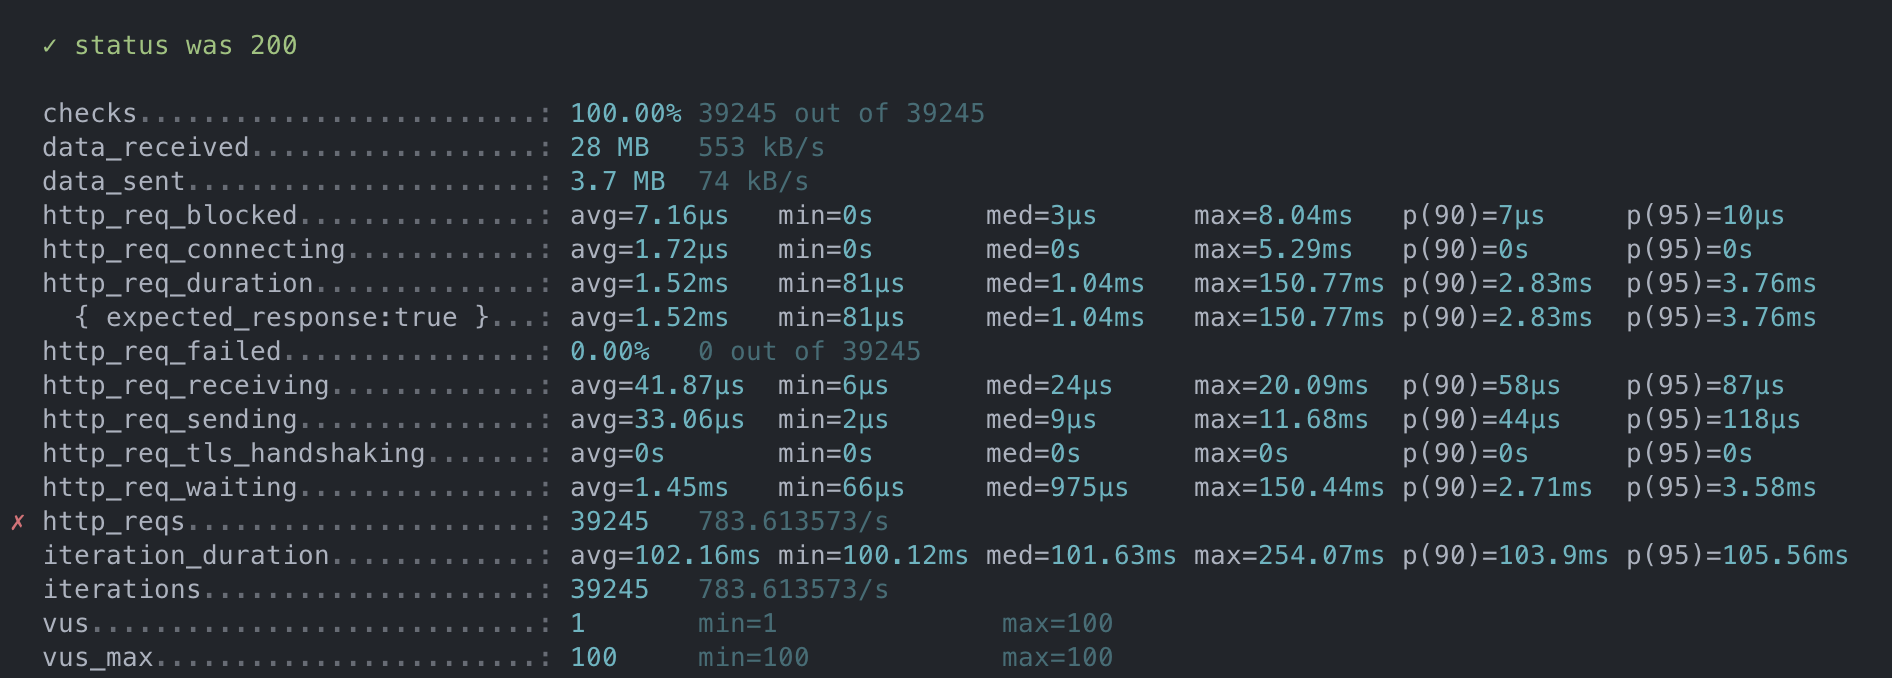 ✓ status was 200
checks.........................: 100.00% 39245 out of 39245
data_received..................: 28 MB   553 kB/s
data_sent......................: 3.7 MB  74 kB/s
http_req_blocked...............: avg=7.16µs   min=0s       med=3µs      max=8.04ms   p(90)=7µs     p(95)=10µs
http_req_connecting............: avg=1.72µs   min=0s       med=0s       max=5.29ms   p(90)=0s      p(95)=0s
http_req_duration..............: avg=1.52ms   min=81µs     med=1.04ms   max=150.77ms p(90)=2.83ms  p(95)=3.76ms
  { expected_response:true }...: avg=1.52ms   min=81µs     med=1.04ms   max=150.77ms p(90)=2.83ms  p(95)=3.76ms
http_req_failed................: 0.00%   0 out of 39245
http_req_receiving.............: avg=41.87µs  min=6µs      med=24µs     max=20.09ms  p(90)=58µs    p(95)=87µs
http_req_sending...............: avg=33.06µs  min=2µs      med=9µs      max=11.68ms  p(90)=44µs    p(95)=118µs
http_req_tls_handshaking.......: avg=0s       min=0s       med=0s       max=0s       p(90)=0s      p(95)=0s
http_req_waiting...............: avg=1.45ms   min=66µs     med=975µs    max=150.44ms p(90)=2.71ms  p(95)=3.58ms
✗ http_reqs......................: 39245   783.613573/s
iteration_duration.............: avg=102.16ms min=100.12ms med=101.63ms max=254.07ms p(90)=103.9ms p(95)=105.56ms
iterations.....................: 39245   783.613573/s
vus............................: 1       min=1              max=100
vus_max........................: 100     min=100            max=100